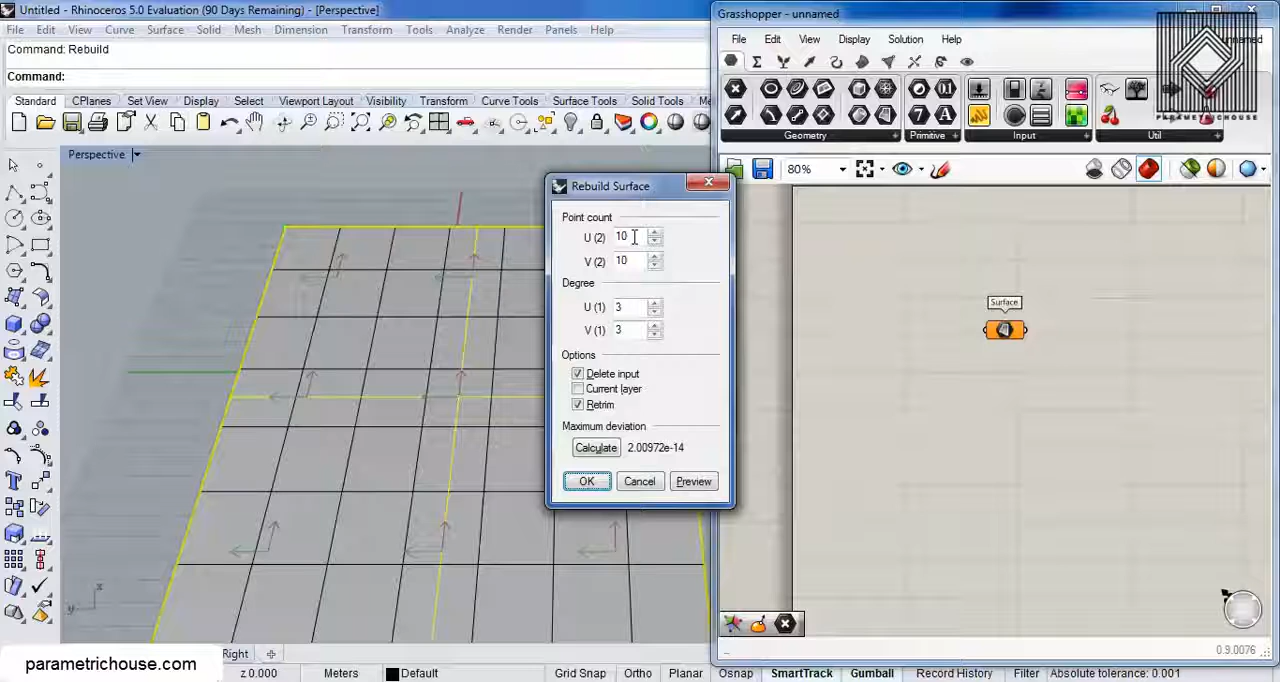 Untitled - Rhinoceros 5.0 Evaluation (90 Days Remaining) - [Perspective]
File Edit View Curve Surface Solid Mesh Dimension Transform Tools Analyze Render Panels Help
Command: Rebuild
Command:
Standard CPlanes Set View Display Select Viewport Layout Visibility Transform Curve Tools Surface Tools Solid Tools Me
Perspective
Rebuild Surface
Point count
U (2) 10
V (2) 10
Degree
U (1) 3
V (1) 3
Options
Delete input
Current layer
Retrim
Maximum deviation
Calculate 2.00972e-14
OK Cancel Preview
Right
z 0.000 Meters Default Grid Snap Ortho Planar Osnap SmartTrack Gumball Record History Filter Absolute tolerance: 0.001
parametrichouse.com
Grasshopper - unnamed
File Edit View Display Solution Help
unnamed
PARAMETRICHOUSE
Geometry Primitive Input Util
80%
Surface
0.9.0076